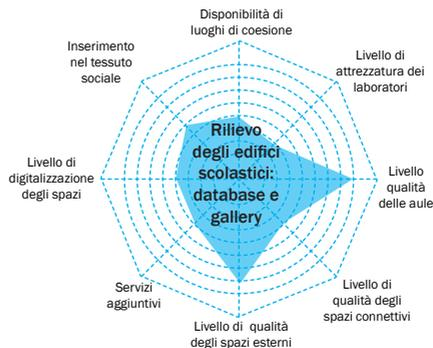 Disponibilità di
luoghi di coesione
Inserimento
nel tessuto
sociale
Livello di
attrezzatura dei
laboratori
Rilievo
degli edifici
scolastici:
database e
gallery
Livello di
digitalizzazione
degli spazi
Livello
qualità
delle aule
Servizi
aggiuntivi
Livello di
qualità degli
spazi connettivi
Livello di qualità
degli spazi esterni